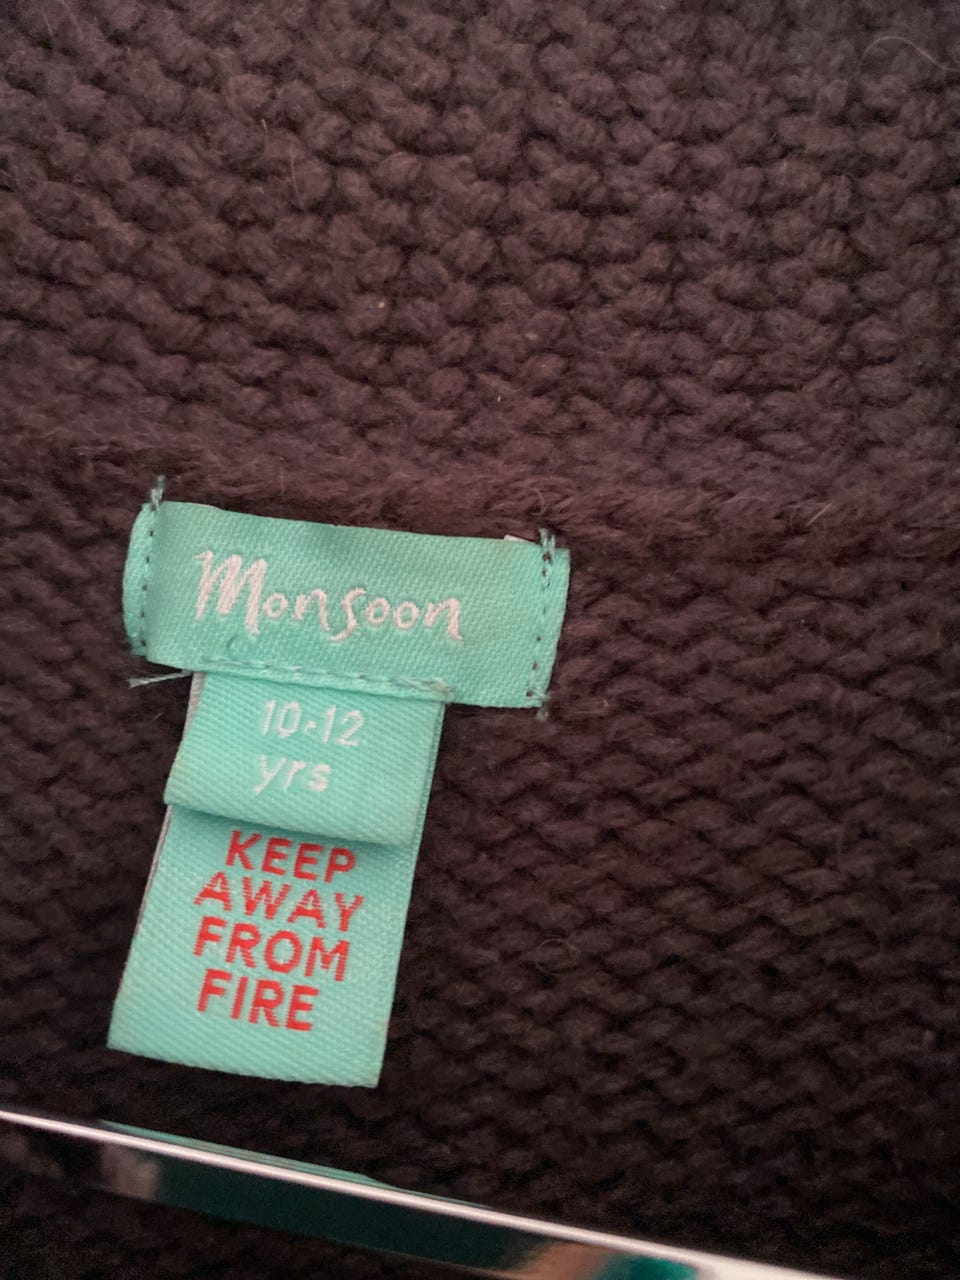 Monsoon
10-12
yrs
KEEP
AWAY
FROM
FIRE